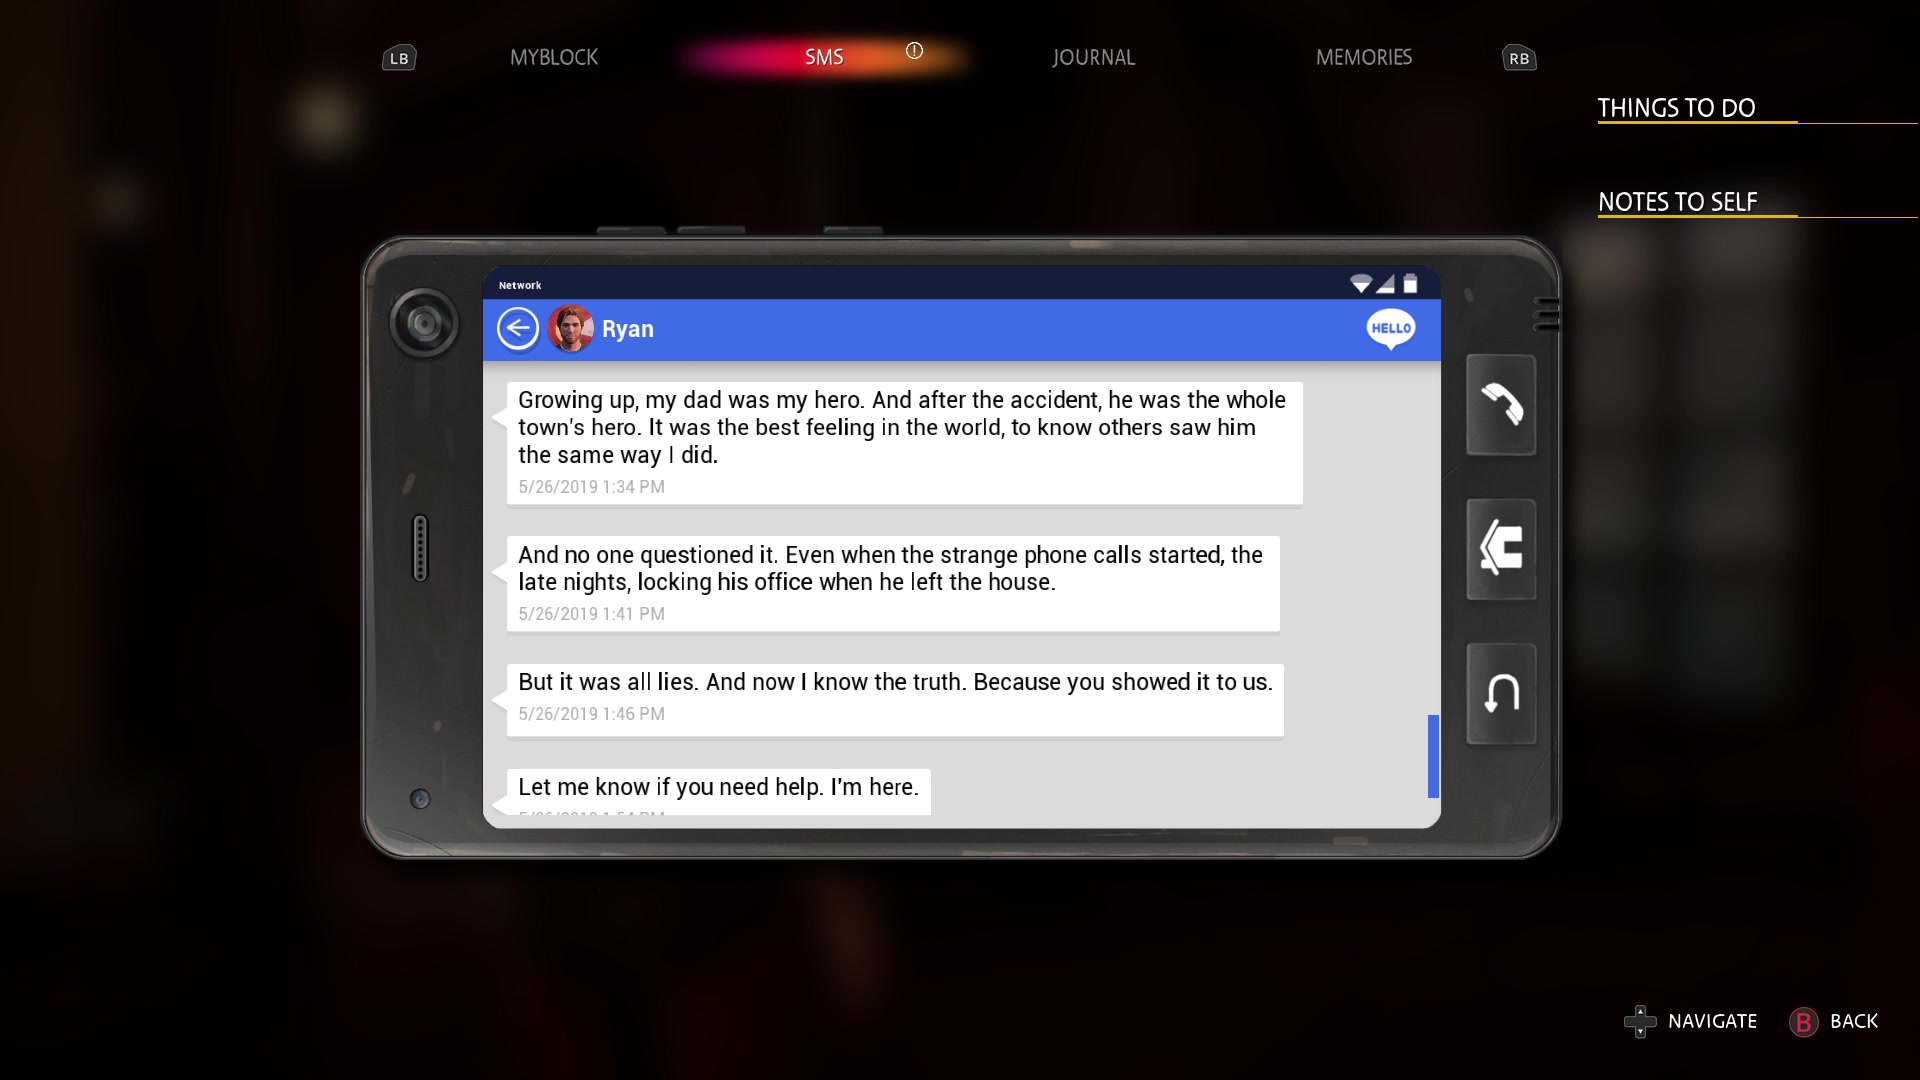 LB
MYBLOCK
SMS
JOURNAL
MEMORIES
RB
THINGS TO DO
NOTES TO SELF
Network
Ryan
HELLO
Growing up, my dad was my hero. And after the accident, he was the whole
town's hero. It was the best feeling in the world, to know others saw him
the same way I did.
5/26/2019 1:34 PM
And no one questioned it. Even when the strange phone calls started, the
late nights, locking his office when he left the house.
5/26/2019 1:41 PM
But it was all lies. And now I know the truth. Because you showed it to us.
5/26/2019 1:46 PM
Let me know if you need help. I'm here.
5/26/2019 1:54 PM
NAVIGATE
B BACK